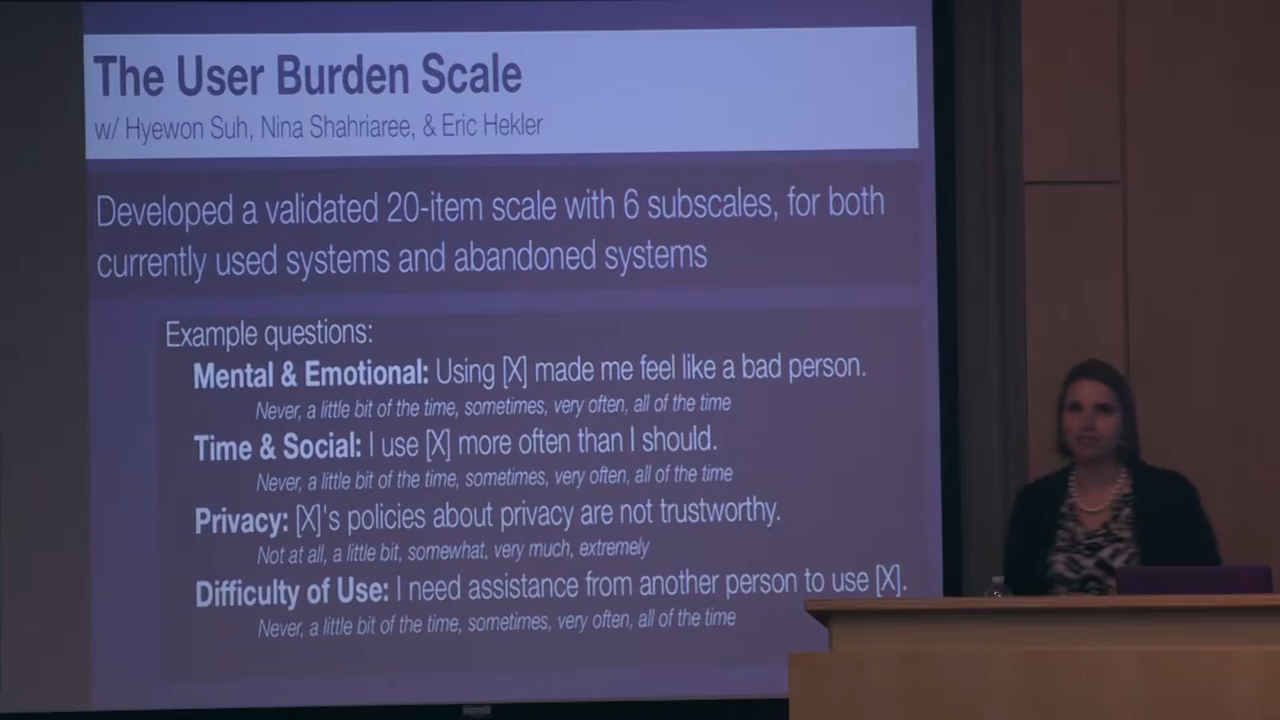 The User Burden Scale
w/ Hyewon Suh, Nina Shahriaree, & Eric Hekler
Developed a validated 20-item scale with 6 subscales, for both
currently used systems and abandoned systems
Example questions:
Mental & Emotional: Using [X] made me feel like a bad person.
Never, a little bit of the time, sometimes, very often, all of the time
Time & Social: I use [X] more often than I should.
Never, a little bit of the time, sometimes, very often, all of the time
Privacy: [X]'s policies about privacy are not trustworthy.
Not at all, a little bit, somewhat, very much, extremely
Difficulty of Use: I need assistance from another person to use [X].
Never, a little bit of the time, sometimes, very often, all of the time